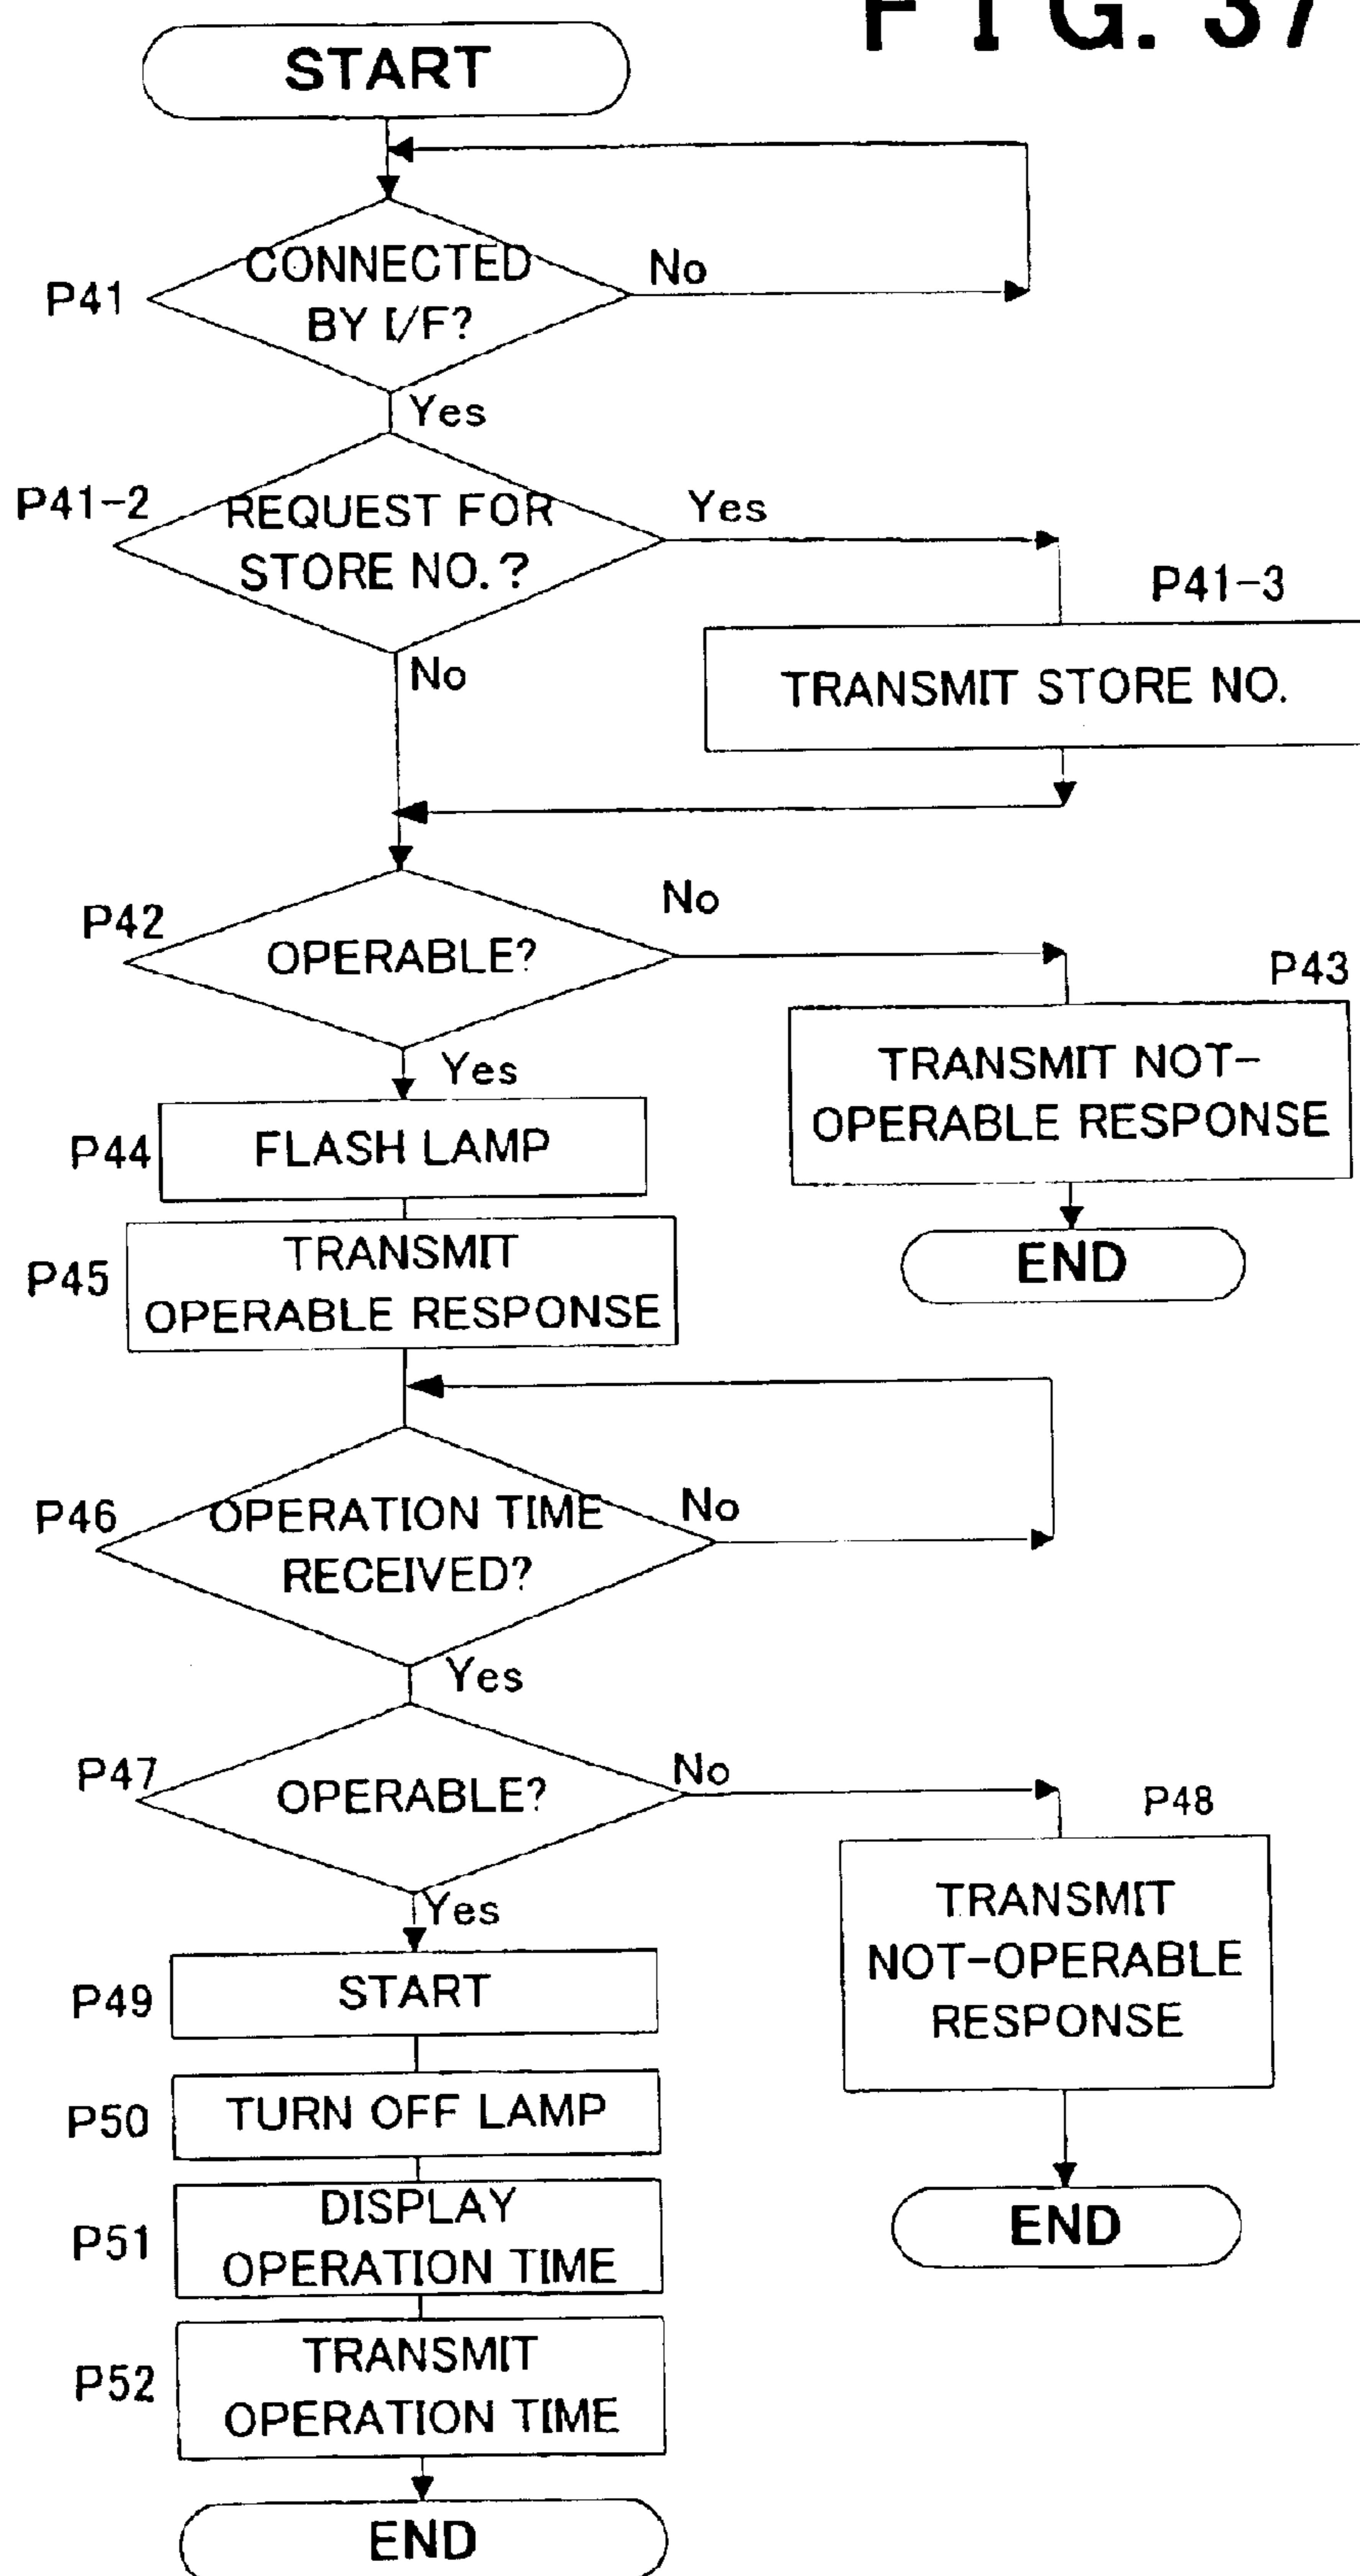 FIG. 37
START
P41
CONNECTED
BY I/F?
No
Yes
P41-2
REQUEST FOR
STORE NO. ?
Yes
No
P41-3
TRANSMIT STORE NO.
P42
OPERABLE?
No
Yes
P43
TRANSMIT NOT-
OPERABLE RESPONSE
END
P44
FLASH LAMP
P45
TRANSMIT
OPERABLE RESPONSE
P46
OPERATION TIME
RECEIVED?
No
Yes
P47
OPERABLE?
No
Yes
P48
TRANSMIT
NOT-OPERABLE
RESPONSE
END
P49
START
P50
TURN OFF LAMP
P51
DISPLAY
OPERATION TIME
P52
TRANSMIT
OPERATION TIME
END